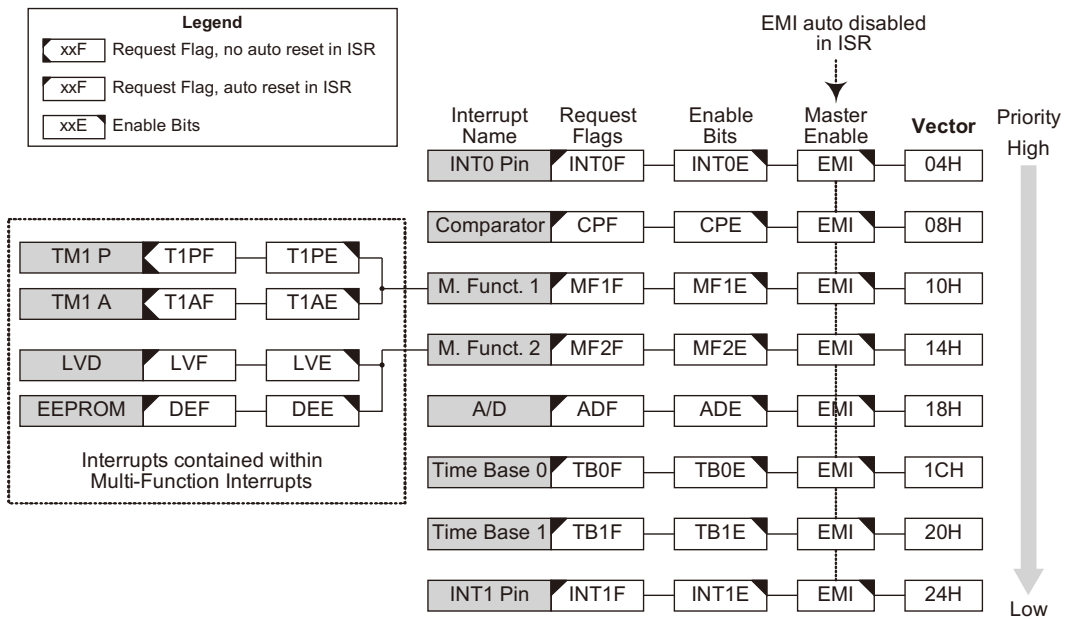 Legend
xxF Request Flag, no auto reset in ISR
xxF Request Flag, auto reset in ISR
xxE Enable Bits
EMI auto disabled
in ISR
Interrupt Name Request Flags Enable Bits Master Enable Vector Priority
High
INT0 Pin INT0F INT0E EMI 04H
Comparator CPF CPE EMI 08H
TM1 P T1PF T1PE
M. Funct. 1 MF1F MF1E EMI 10H
TM1 A T1AF T1AE
M. Funct. 2 MF2F MF2E EMI 14H
LVD LVF LVE
EEPROM DEF DEE
A/D ADF ADE EMI 18H
Interrupts contained within
Multi-Function Interrupts
Time Base 0 TB0F TB0E EMI 1CH
Time Base 1 TB1F TB1E EMI 20H
INT1 Pin INT1F INT1E EMI 24H
Low